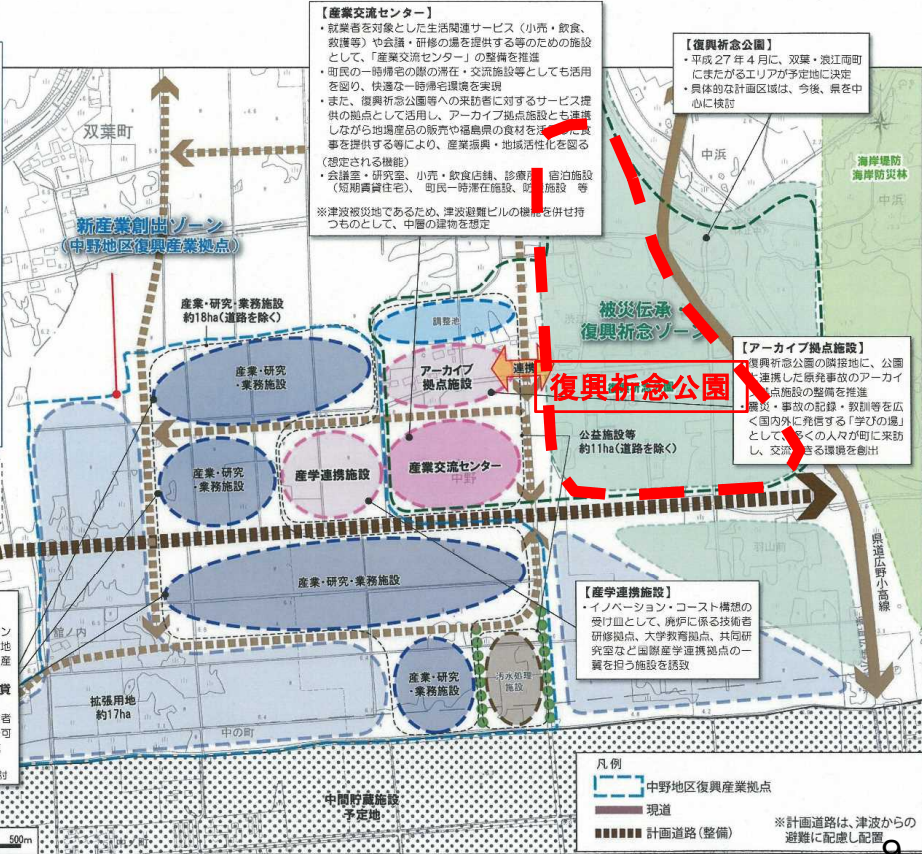 【産業交流センター】
・就業者を対象とした生活関連サービス（小売・飲食、
救護等）や会議・研修の場を提供する等のための施設
として、「産業交流センター」の整備を推進
・町民の一時帰宅の際の滞在・交流施設等としても活用
を図り、快適な一時帰宅環境を実現
・また、復興祈念公園等への来訪者に対するサービス提
供の拠点として活用し、アーカイブ拠点施設とも連携
しながら地場産品の販売や福島県の食材を活 た食
事を提供する等により、産業振興・地域活性化を図る
（想定される機能）
・会議室・研究室、小売・飲食店舗、診療所 宿泊施設
（短期賃貸住宅）、町民一時滞在施設、防 施設 等
※津波被災地であるため、津波避難ビルの機能を併せ持
つものとして、中層の建物を想定
【復興祈念公園】
・平成27年4月に、双葉・浪江両町
にまたがるエリアが予定地に決定
・具体的な計画区域は、今後、県を中
心に検討
双葉町
中浜
中浜
海岸堤防
海岸防災林
新産業創出ゾーン
（中野地区復興産業拠点）
産業・研究・業務施設
約18ha（道路を除く）
調整池
被災伝承
復興祈念ゾーン
産業・研究
・業務施設
アーカイブ
拠点施設
連携
復興祈念公園
【アーカイブ拠点施設】
復興祈念公園の隣接地に、公園
と連携した原発事故のアーカイ
点施設の整備を推進
・震災・事故の記録・教訓等を広
く国内外に発信する「学びの場」
として、多くの人々が町に来訪
し、交流できる環境を創出
公益施設等
約11ha（道路を除く）
産業・研究
・業務施設
産学連携施設
産業交流センター
中野
羽山前
県道広野小高線
産業・研究・業務施設
【産学連携施設】
・イノベーション・コースト構想の
受け皿として、廃炉に係る技術者
研修拠点、大学教育拠点、共同研
究室など国際産学連携拠点の一
翼を担う施設を誘致
ン
地
産
賃
者
可
討
舘ノ内
拡張用地
約17ha
産業・研究
・業務施設
汚水処理
施設
中の町
中間貯蔵施設
予定地
500m
凡例
中野地区復興産業拠点
現道
計画道路（整備）
※計画道路は、津波からの
避難に配慮し配置
9